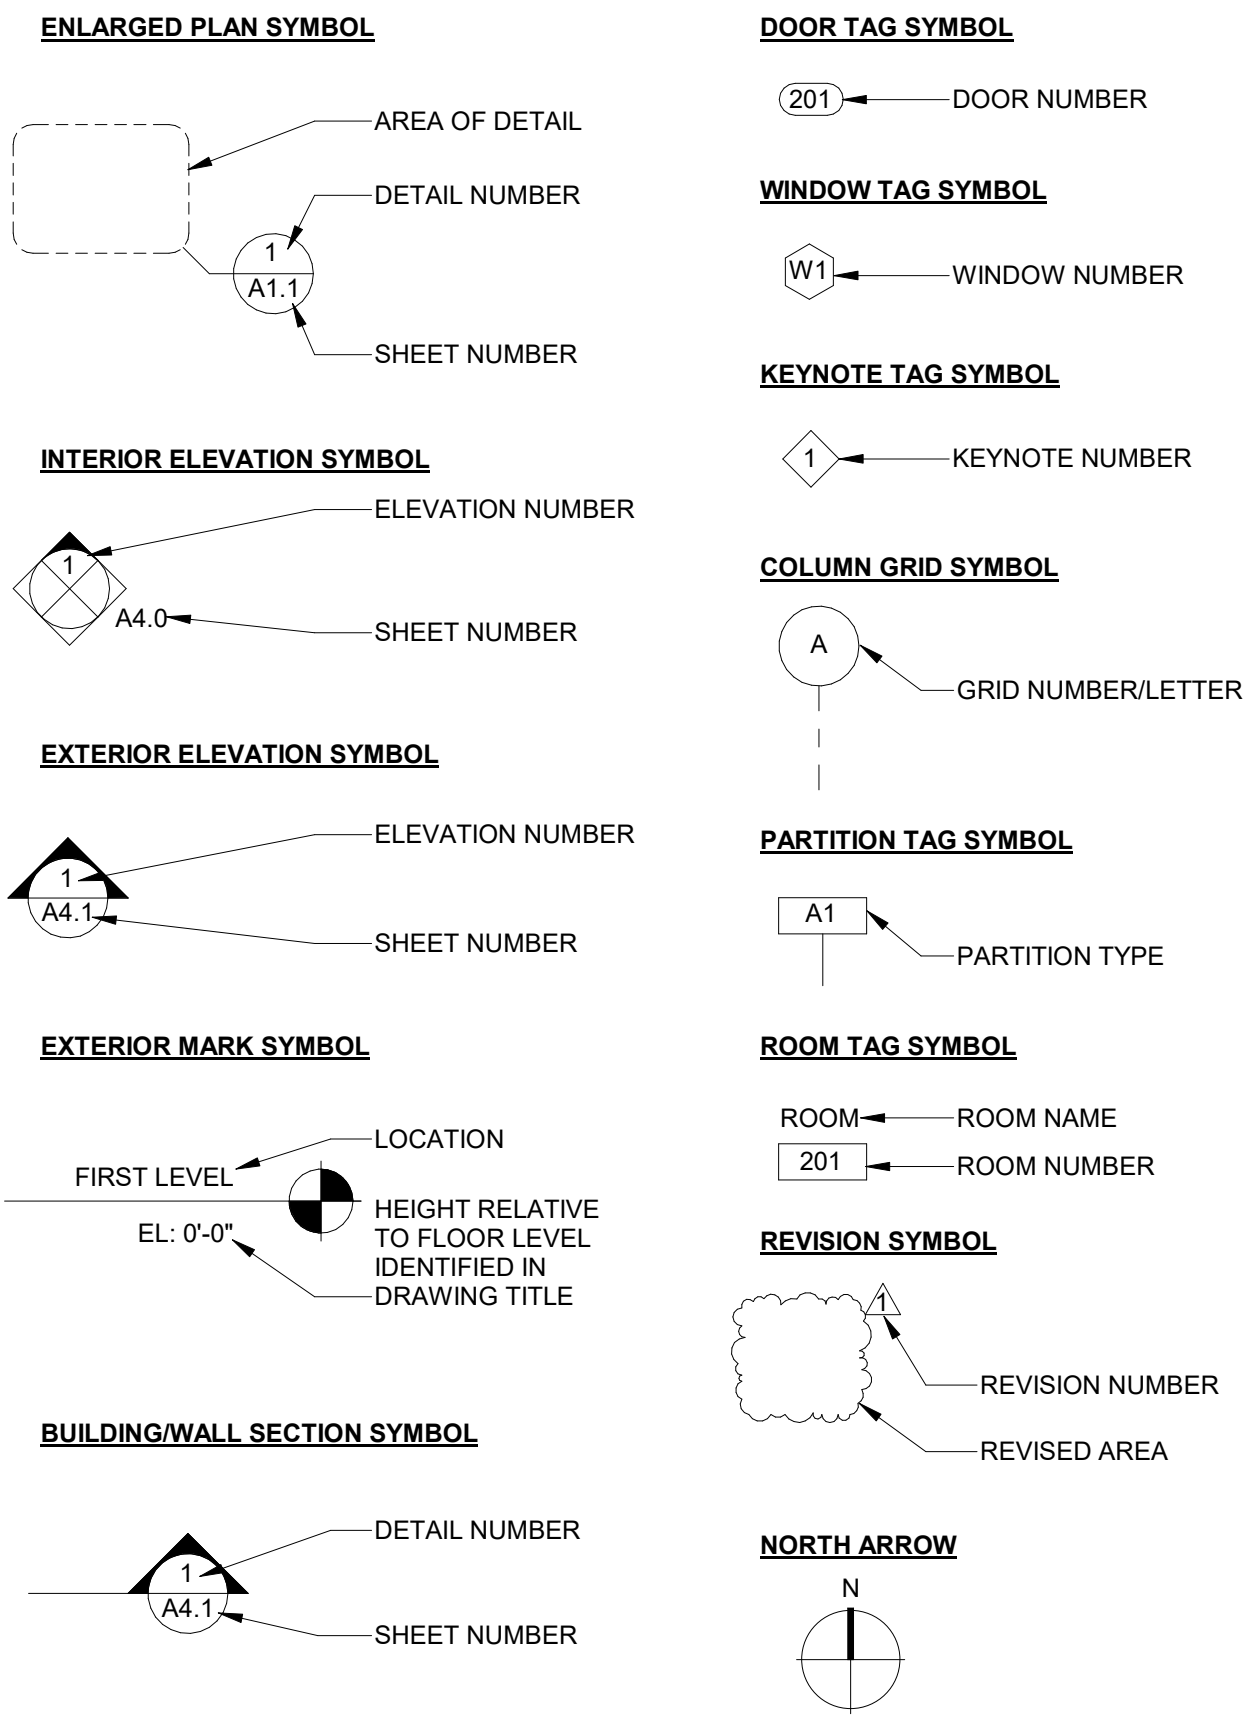 ENLARGED PLAN SYMBOL
AREA OF DETAIL
DETAIL NUMBER
1
A1.1
SHEET NUMBER
INTERIOR ELEVATION SYMBOL
ELEVATION NUMBER
1
A4.0
SHEET NUMBER
EXTERIOR ELEVATION SYMBOL
ELEVATION NUMBER
1
A4.1
SHEET NUMBER
EXTERIOR MARK SYMBOL
LOCATION
FIRST LEVEL
EL: 0'-0"
HEIGHT RELATIVE
TO FLOOR LEVEL
IDENTIFIED IN
DRAWING TITLE
BUILDING/WALL SECTION SYMBOL
DETAIL NUMBER
1
A4.1
SHEET NUMBER
DOOR TAG SYMBOL
201
DOOR NUMBER
WINDOW TAG SYMBOL
W1
WINDOW NUMBER
KEYNOTE TAG SYMBOL
1
KEYNOTE NUMBER
COLUMN GRID SYMBOL
A
GRID NUMBER/LETTER
PARTITION TAG SYMBOL
A1
PARTITION TYPE
ROOM TAG SYMBOL
ROOM
ROOM NAME
201
ROOM NUMBER
REVISION SYMBOL
1
REVISION NUMBER
REVISED AREA
NORTH ARROW
N